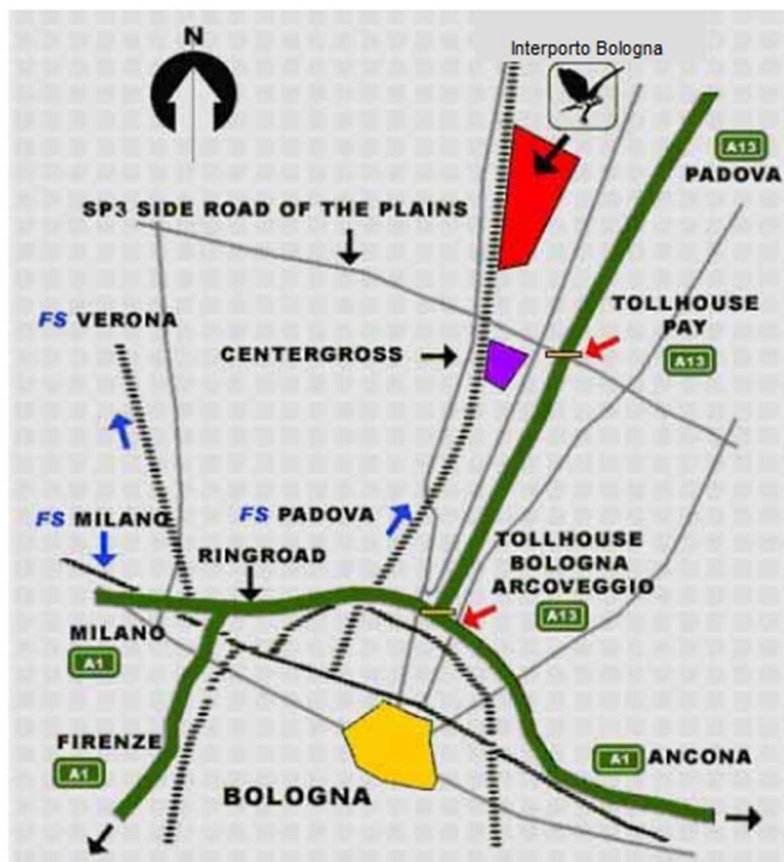 Interporto Bologna
N
A13
PADOVA
SP3 SIDE ROAD OF THE PLAINS
FS VERONA
TOLLHOUSE
PAY
A13
CENTERGROSS
FS MILANO
FS PADOVA
RINGROAD
TOLLHOUSE
BOLOGNA
ARCOVEGGIO
A13
MILANO
A1
FIRENZE
A1
A1 ANCONA
BOLOGNA